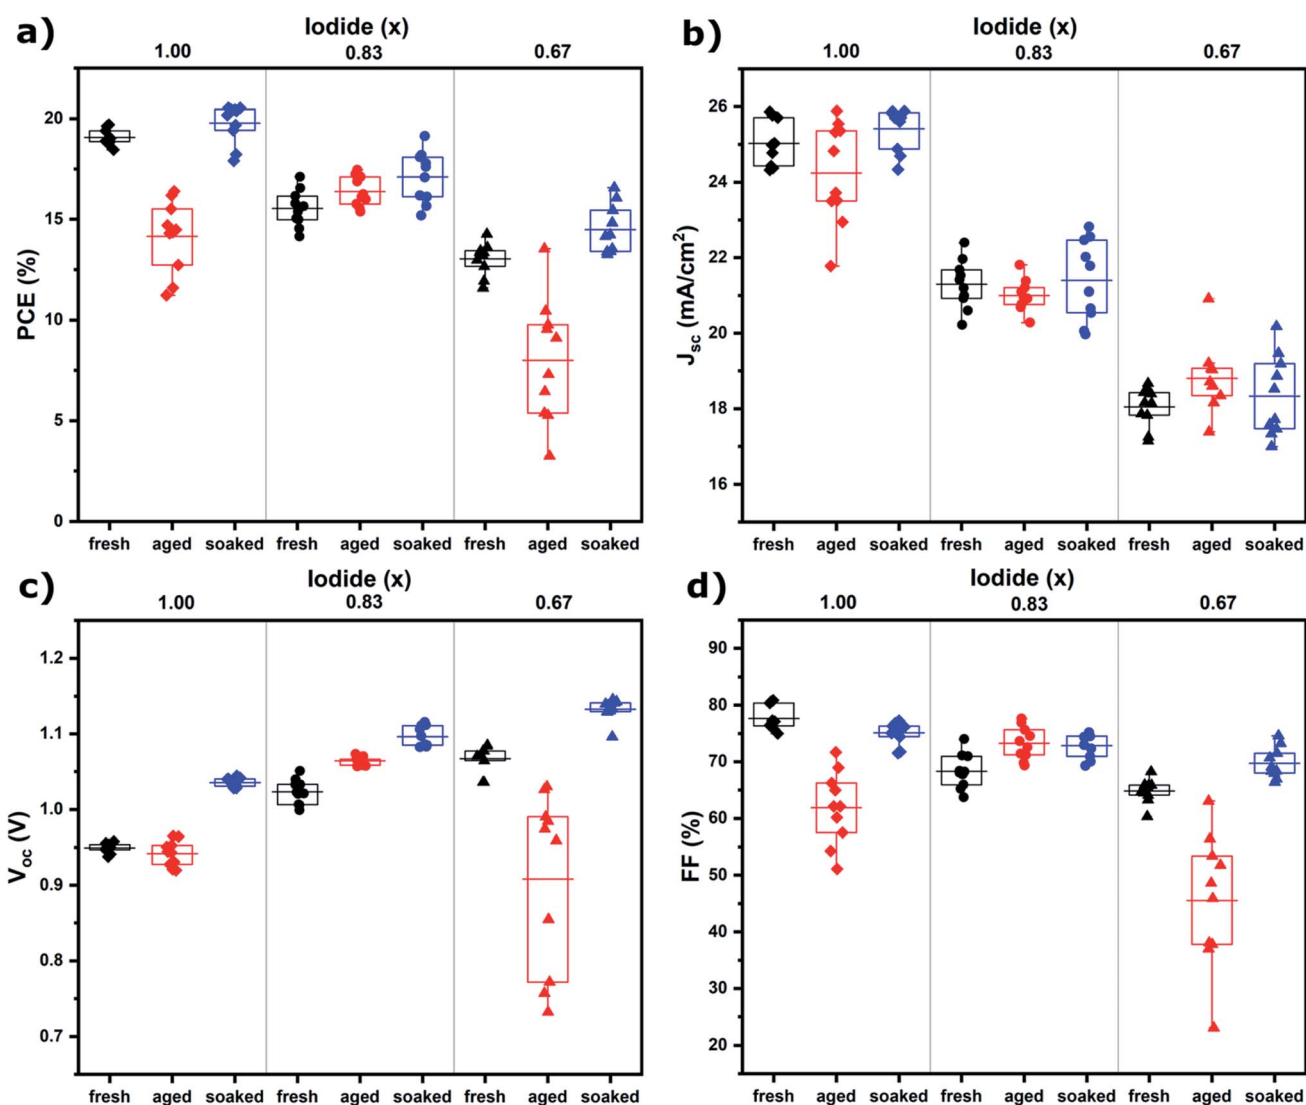 a)
Iodide (x)
1.00 0.83 0.67
PCE (%)
20
15
10
5
0
fresh aged soaked fresh aged soaked fresh aged soaked
b)
Iodide (x)
1.00 0.83 0.67
Jsc (mA/cm²)
26
24
22
20
18
16
fresh aged soaked fresh aged soaked fresh aged soaked
c)
Iodide (x)
1.00 0.83 0.67
Voc (V)
1.2
1.1
1.0
0.9
0.8
0.7
fresh aged soaked fresh aged soaked fresh aged soaked
d)
Iodide (x)
1.00 0.83 0.67
FF (%)
90
80
70
60
50
40
30
20
fresh aged soaked fresh aged soaked fresh aged soaked